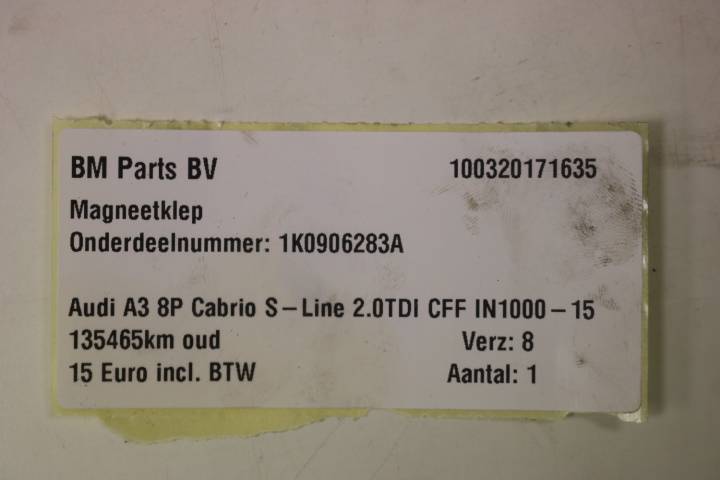 BM Parts BV 100320171635
Magneetklep
Onderdeelnummer: 1K0906283A
Audi A3 8P Cabrio S-Line 2.0TDI CFF IN1000-15
135465km oud Verz: 8
15 Euro incl. BTW Aantal: 1